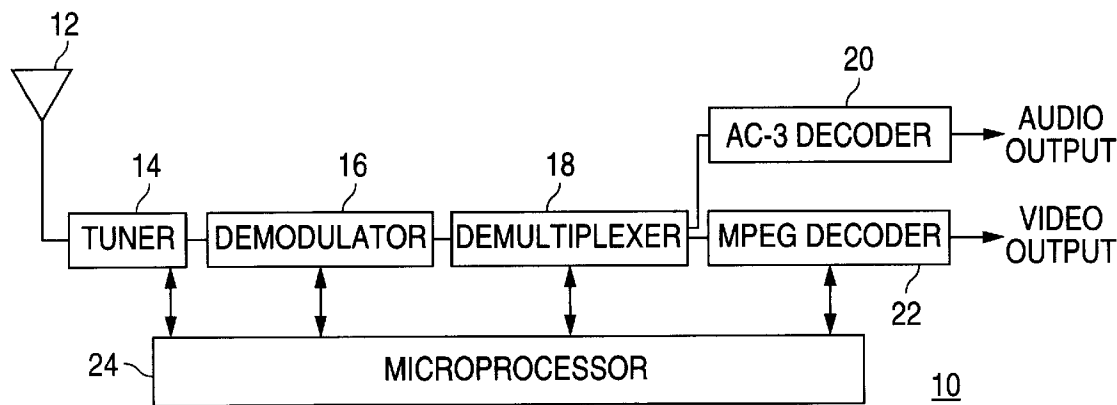 12
20
AC-3 DECODER
AUDIO
OUTPUT
14
16
18
TUNER
DEMODULATOR
DEMULTIPLEXER
MPEG DECODER
VIDEO
OUTPUT
22
24
MICROPROCESSOR
10